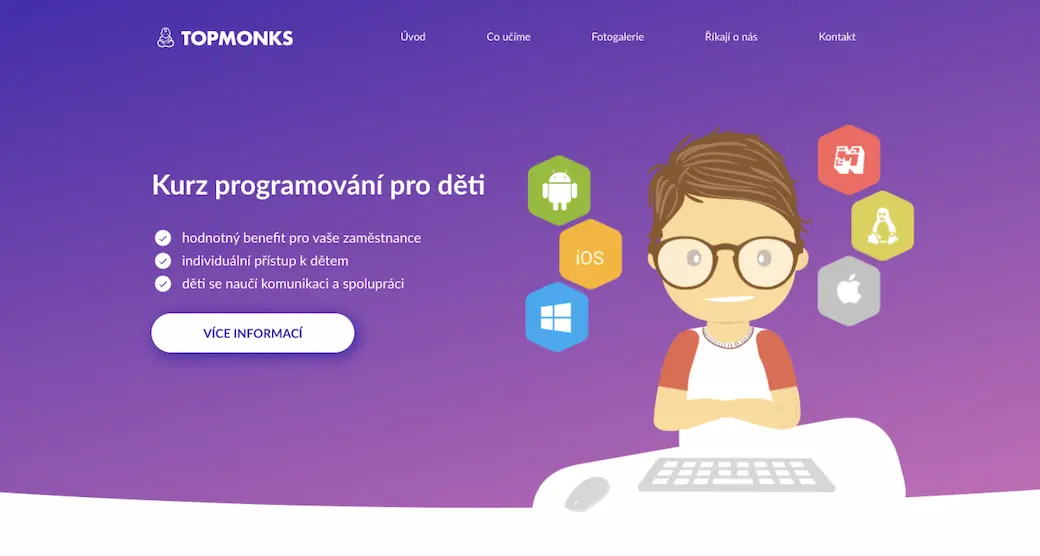 TOPMONKS
Úvod
Co učíme
Fotogalerie
Říkají o nás
Kontakt
Kurz programování pro děti
hodnotný benefit pro vaše zaměstnance
individuální přístup k dětem
děti se naučí komunikaci a spolupráci
VÍCE INFORMACÍ
iOS